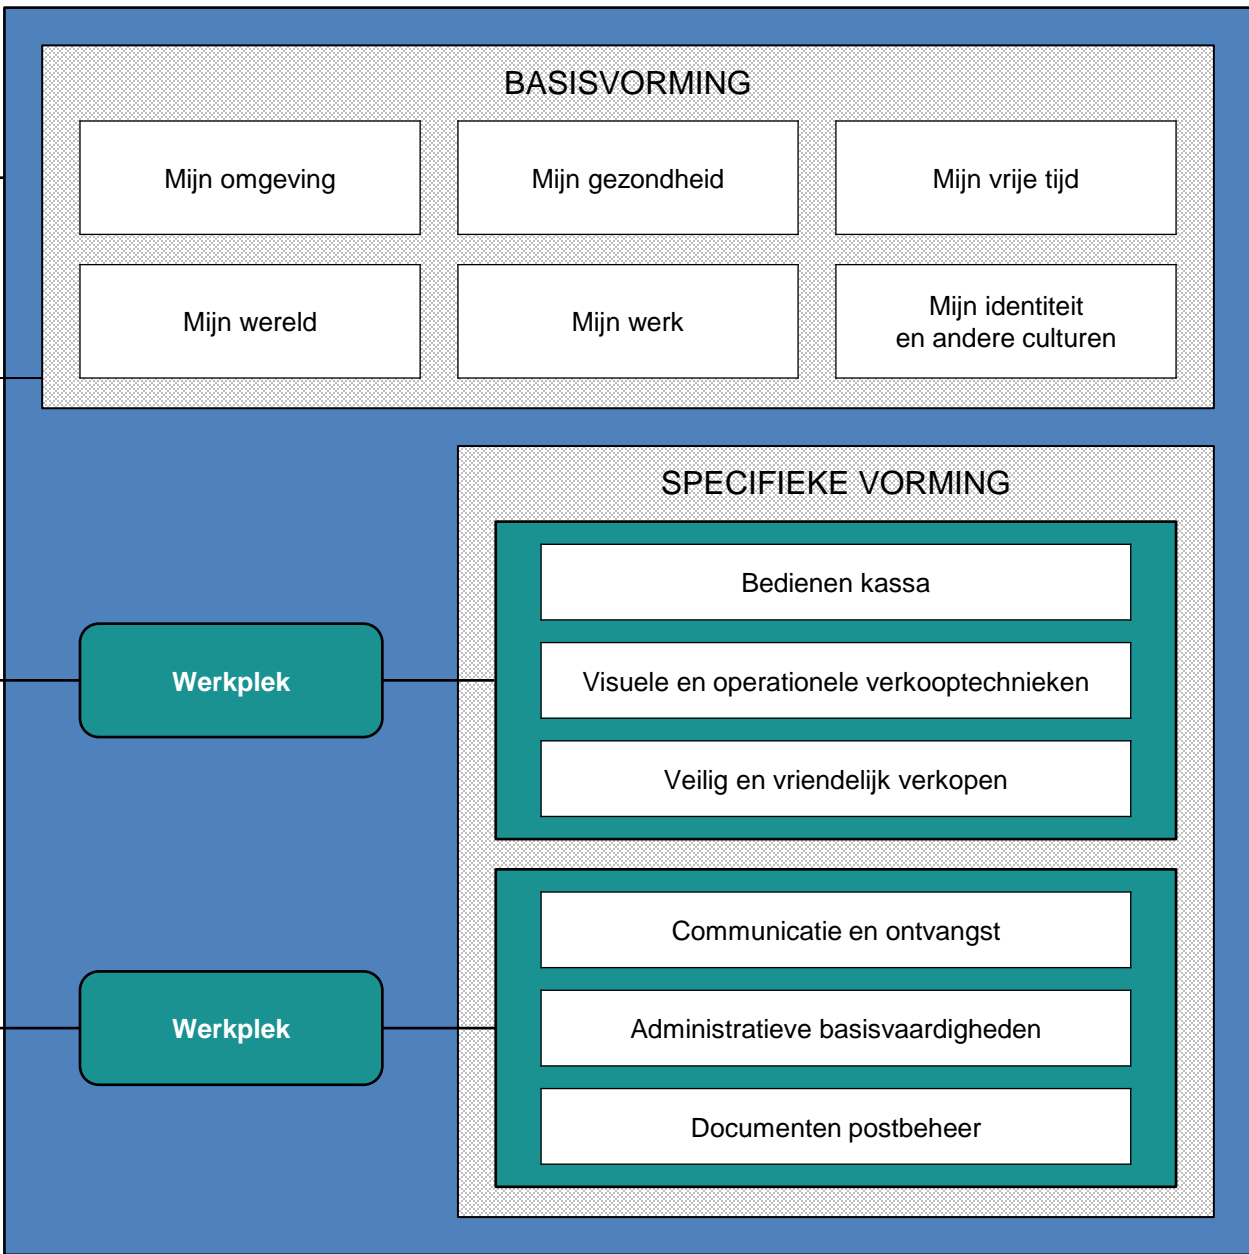 BASISVORMING
Mijn omgeving
Mijn gezondheid
Mijn vrije tijd
Mijn wereld
Mijn werk
Mijn identiteit
en andere culturen
SPECIFIEKE VORMING
Bedienen kassa
Werkplek
Visuele en operationele verkooptechnieken
Veilig en vriendelijk verkopen
Communicatie en ontvangst
Werkplek
Administratieve basisvaardigheden
Documenten postbeheer